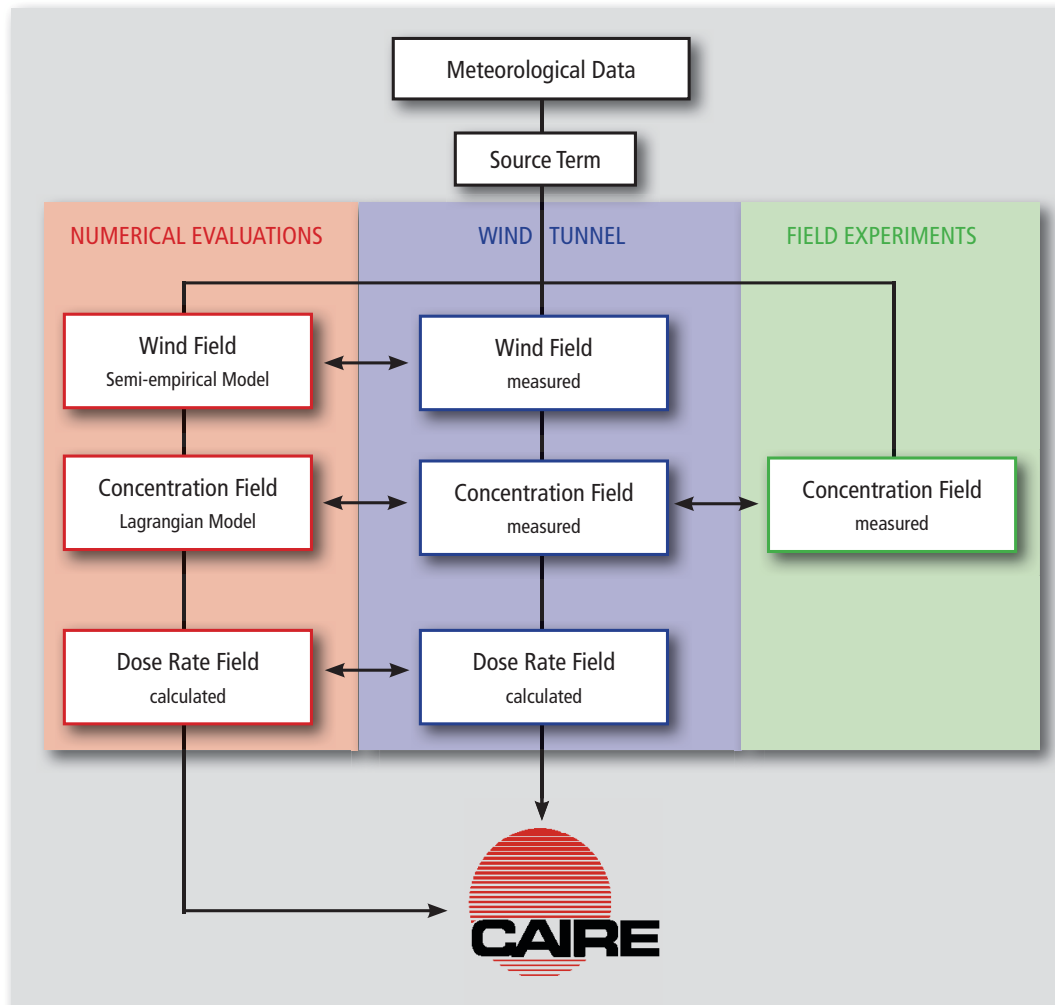 Meteorological Data
Source Term
NUMERICAL EVALUATIONS
WIND TUNNEL
FIELD EXPERIMENTS
Wind Field
Semi-empirical Model
Wind Field
measured
Concentration Field
Lagrangian Model
Concentration Field
measured
Concentration Field
measured
Dose Rate Field
calculated
Dose Rate Field
calculated
CAIRE